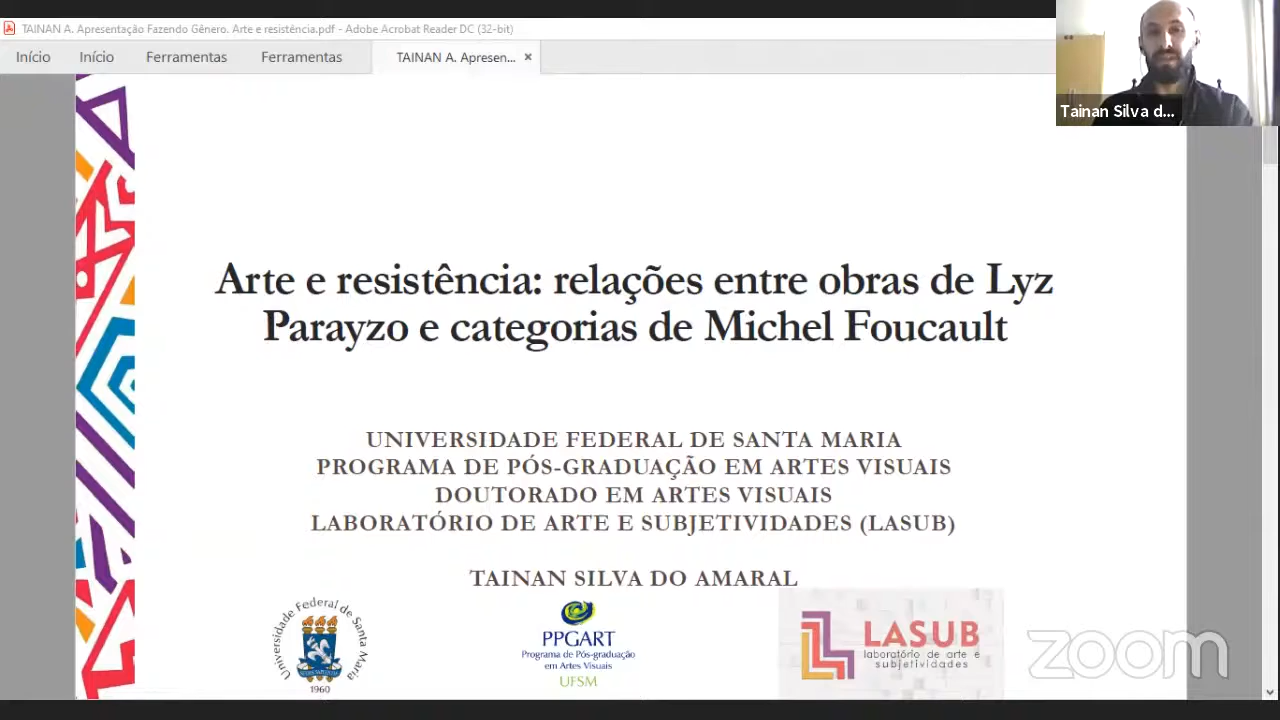 TAINAN A. Apresentação Fazendo Gênero. Arte e resistência.pdf - Adobe Acrobat Reader DC (32-bit)
Início Início Ferramentas Ferramentas TAINAN A. Apresen... ×
Tainan Silva d...
Arte e resistência: relações entre obras de Lyz
Parayzo e categorias de Michel Foucault
UNIVERSIDADE FEDERAL DE SANTA MARIA
PROGRAMA DE PÓS-GRADUAÇÃO EM ARTES VISUAIS
DOUTORADO EM ARTES VISUAIS
LABORATÓRIO DE ARTE E SUBJETIVIDADES (LASUB)
TAINAN SILVA DO AMARAL
Universidade Federal de Santa Maria
1960
PPGART
Programa de Pós-graduação
em Artes Visuais
UFSM
LASUB
laboratório de arte e
subjetividades
zoom